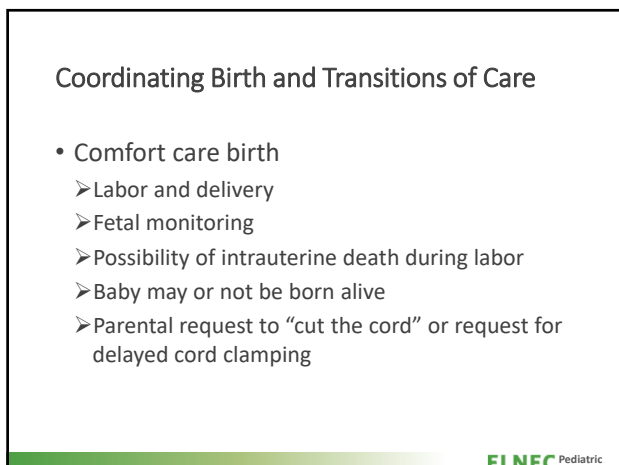 Coordinating Birth and Transitions of Care
• Comfort care birth
➢Labor and delivery
➢Fetal monitoring
➢Possibility of intrauterine death during labor
➢Baby may or not be born alive
➢Parental request to “cut the cord” or request for
delayed cord clamping
ELNEC Pediatric